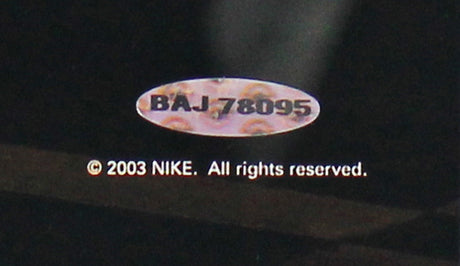 BAJ 78095
© 2003 NIKE. All rights reserved.